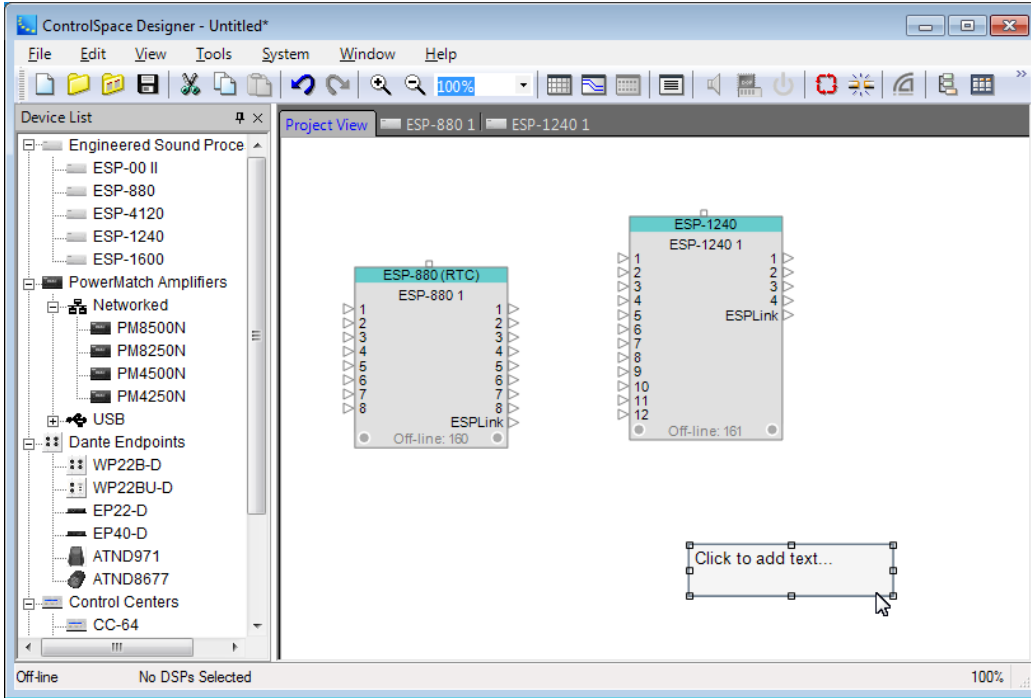 ControlSpace Designer - Untitled*
File Edit View Tools System Window Help
100%
»
Device List
Engineered Sound Proce
ESP-00 II
ESP-880
ESP-4120
ESP-1240
ESP-1600
PowerMatch Amplifiers
Networked
PM8500N
PM8250N
PM4500N
PM4250N
USB
Dante Endpoints
WP22B-D
WP22BU-D
EP22-D
EP40-D
ATND971
ATND8677
Control Centers
CC-64
Project View ESP-880 1 ESP-1240 1
ESP-880 (RTC)
ESP-880 1
1 1
2 2
3 3
4 4
5 5
6 6
7 7
8 8
ESPLink
Off-line: 160
ESP-1240
ESP-1240 1
1 1
2 2
3 3
4 4
5 ESPLink
6
7
8
9
10
11
12
Off-line: 161
Click to add text...
Off-line No DSPs Selected 100%